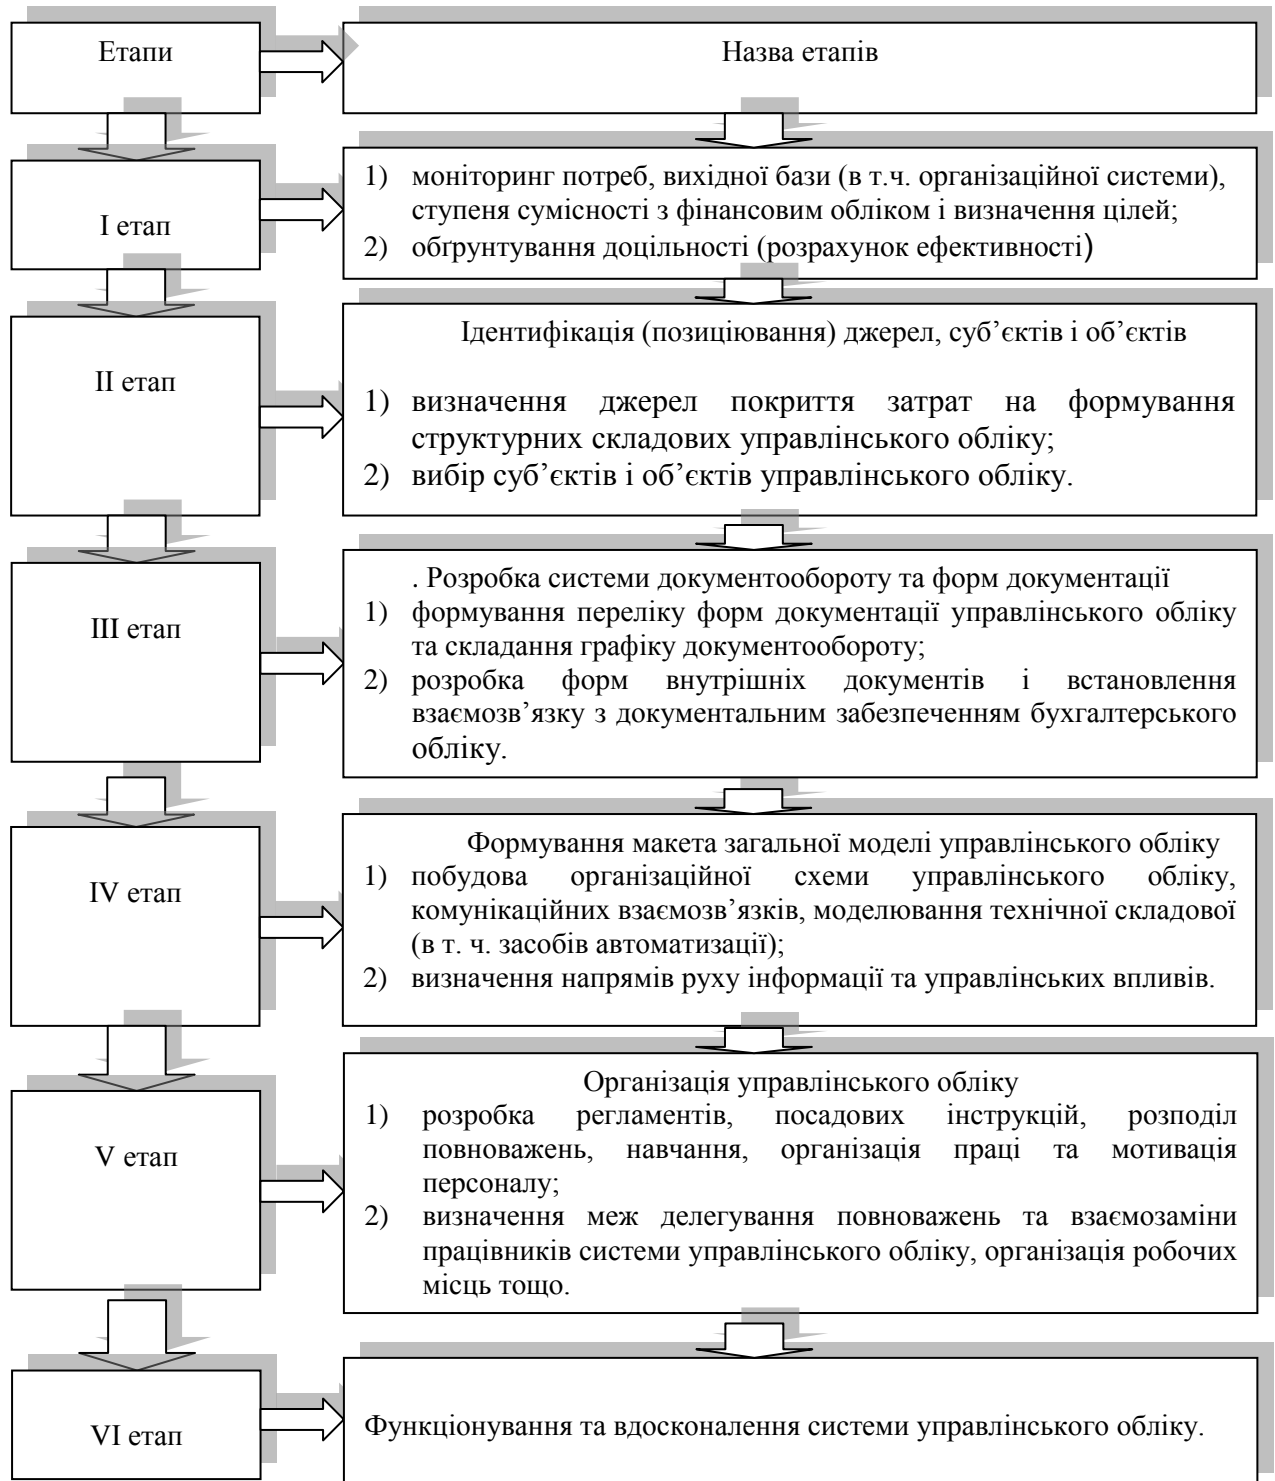 Етапи
Назва етапів
І етап
1) моніторинг потреб, вихідної бази (в т.ч. організаційної системи),
ступеня сумісності з фінансовим обліком і визначення цілей;
2) обґрунтування доцільності (розрахунок ефективності)
ІІ етап
Ідентифікація (позиціювання) джерел, суб’єктів і об’єктів
1) визначення джерел покриття затрат на формування
структурних складових управлінського обліку;
2) вибір суб’єктів і об’єктів управлінського обліку.
ІІІ етап
. Розробка системи документообороту та форм документації
1) формування переліку форм документації управлінського обліку
та складання графіку документообороту;
2) розробка форм внутрішніх документів і встановлення
взаємозв’язку з документальним забезпеченням бухгалтерського
обліку.
IV етап
Формування макета загальної моделі управлінського обліку
1) побудова організаційної схеми управлінського обліку,
комунікаційних взаємозв’язків, моделювання технічної складової
(в т. ч. засобів автоматизації);
2) визначення напрямів руху інформації та управлінських впливів.
V етап
Організація управлінського обліку
1) розробка регламентів, посадових інструкцій, розподіл
повноважень, навчання, організація праці та мотивація
персоналу;
2) визначення меж делегування повноважень та взаємозаміни
працівників системи управлінського обліку, організація робочих
місць тощо.
VI етап
Функціонування та вдосконалення системи управлінського обліку.